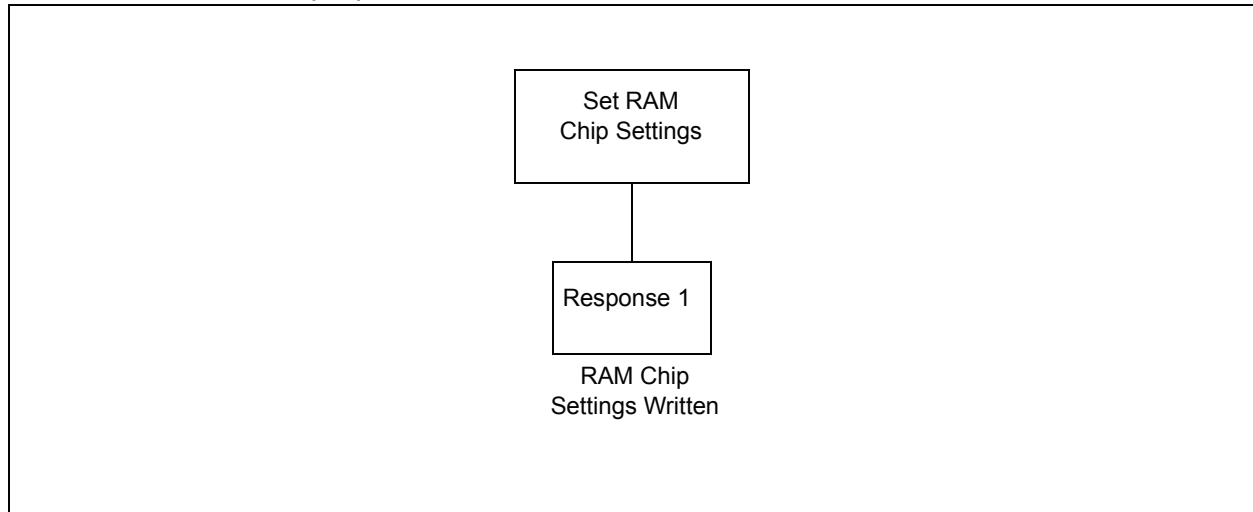 Set RAM
Chip Settings
Response 1
RAM Chip
Settings Written